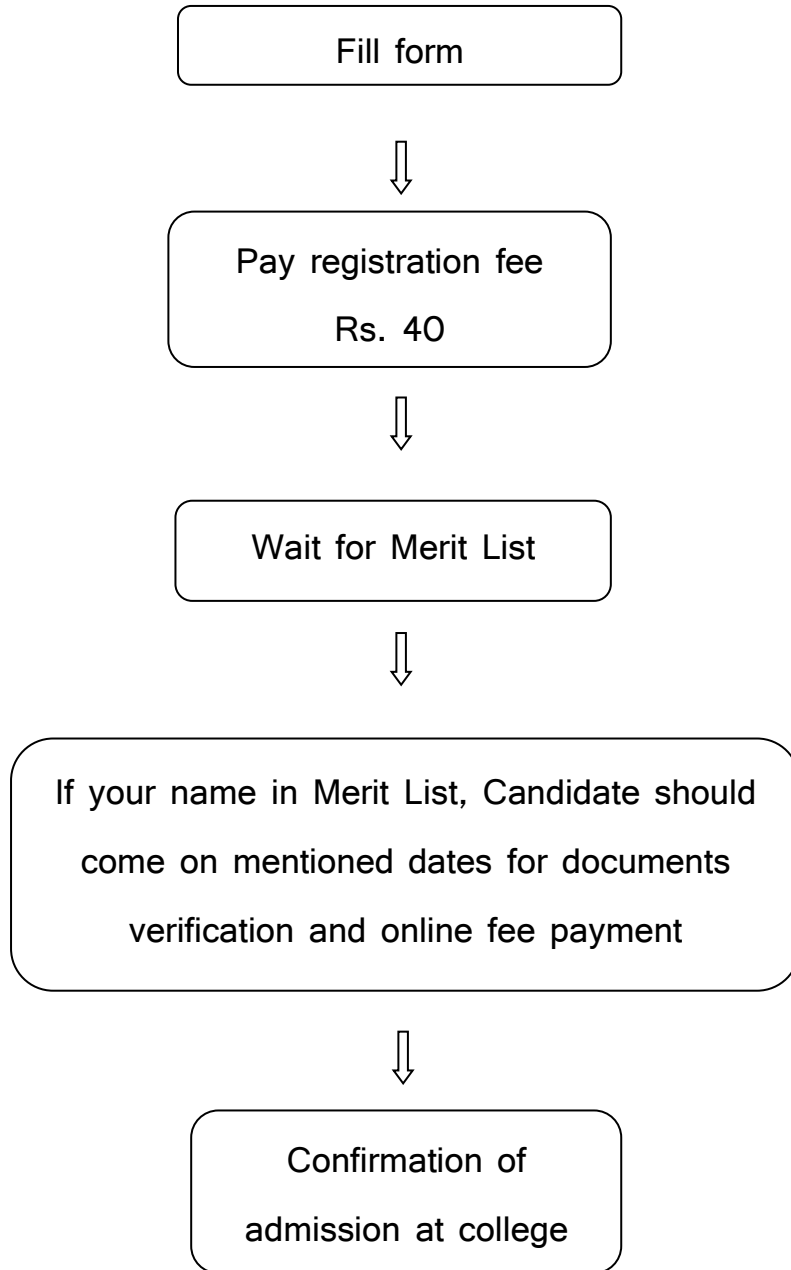 Fill form
Pay registration fee
Rs. 40
Wait for Merit List
If your name in Merit List, Candidate should
come on mentioned dates for documents
verification and online fee payment
Confirmation of
admission at college